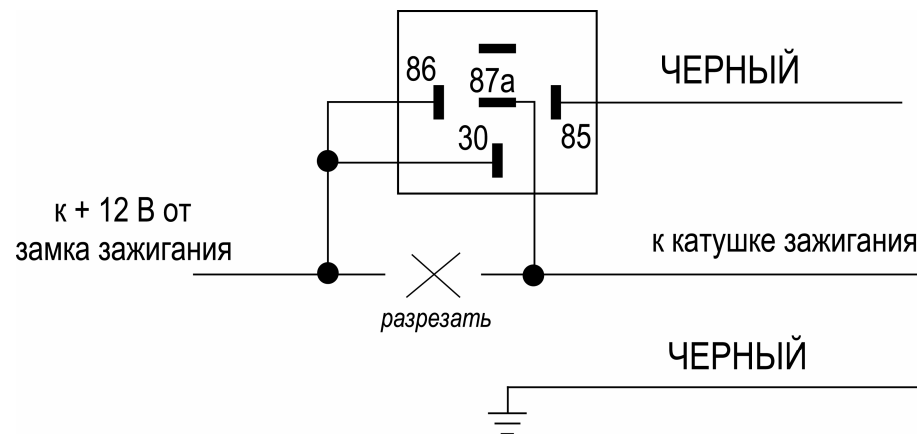 ЧЕРНЫЙ
86
87a
30
85
к + 12 В от
замка зажигания
к катушке зажигания
разрезать
ЧЕРНЫЙ